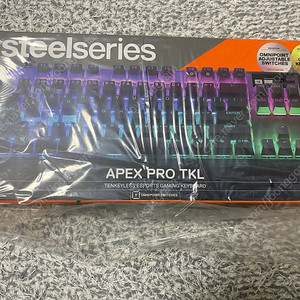 steelseries
OMNIPOINT
ADJUSTABLE
SWITCHES
APEX PRO TKL
TENKEYLESS ESPORTS GAMING KEYBOARD
OMNIPOINT SWITCHES